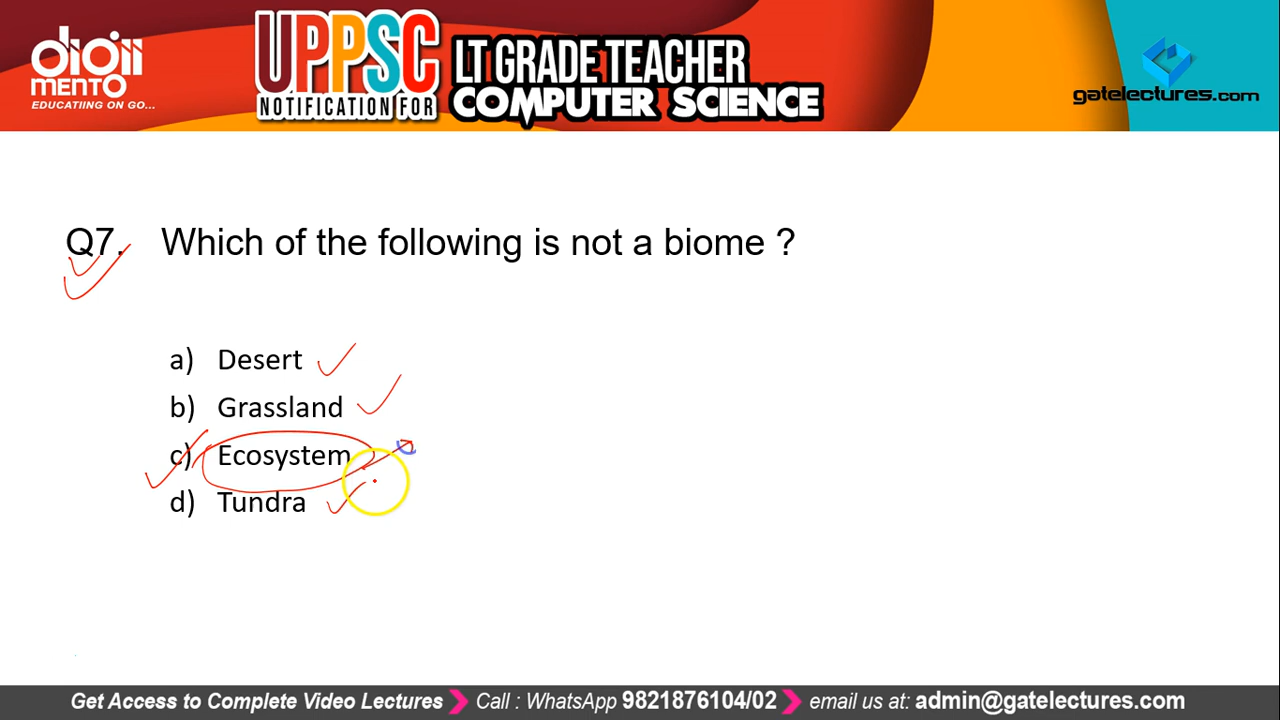 digii
MENTO
EDUCATIING ON GO...
UPPSC
NOTIFICATION FOR
LT GRADE TEACHER
COMPUTER SCIENCE
gatelectures.com
Q7. Which of the following is not a biome ?
a) Desert
b) Grassland
c) Ecosystem
d) Tundra
Get Access to Complete Video Lectures Call : WhatsApp 9821876104/02 email us at: admin@gatelectures.com